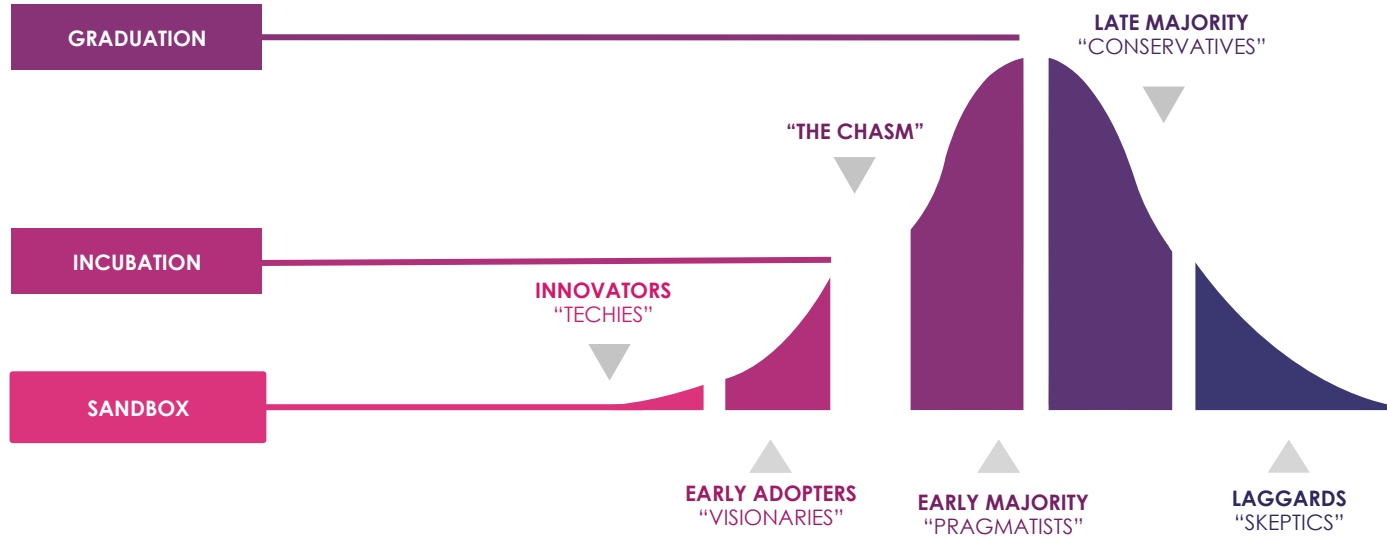 GRADUATION
LATE MAJORITY
“CONSERVATIVES”
“THE CHASM”
INCUBATION
INNOVATORS
“TECHIES”
SANDBOX
EARLY ADOPTERS
“VISIONARIES”
EARLY MAJORITY
“PRAGMATISTS”
LAGGARDS
“SKEPTICS”